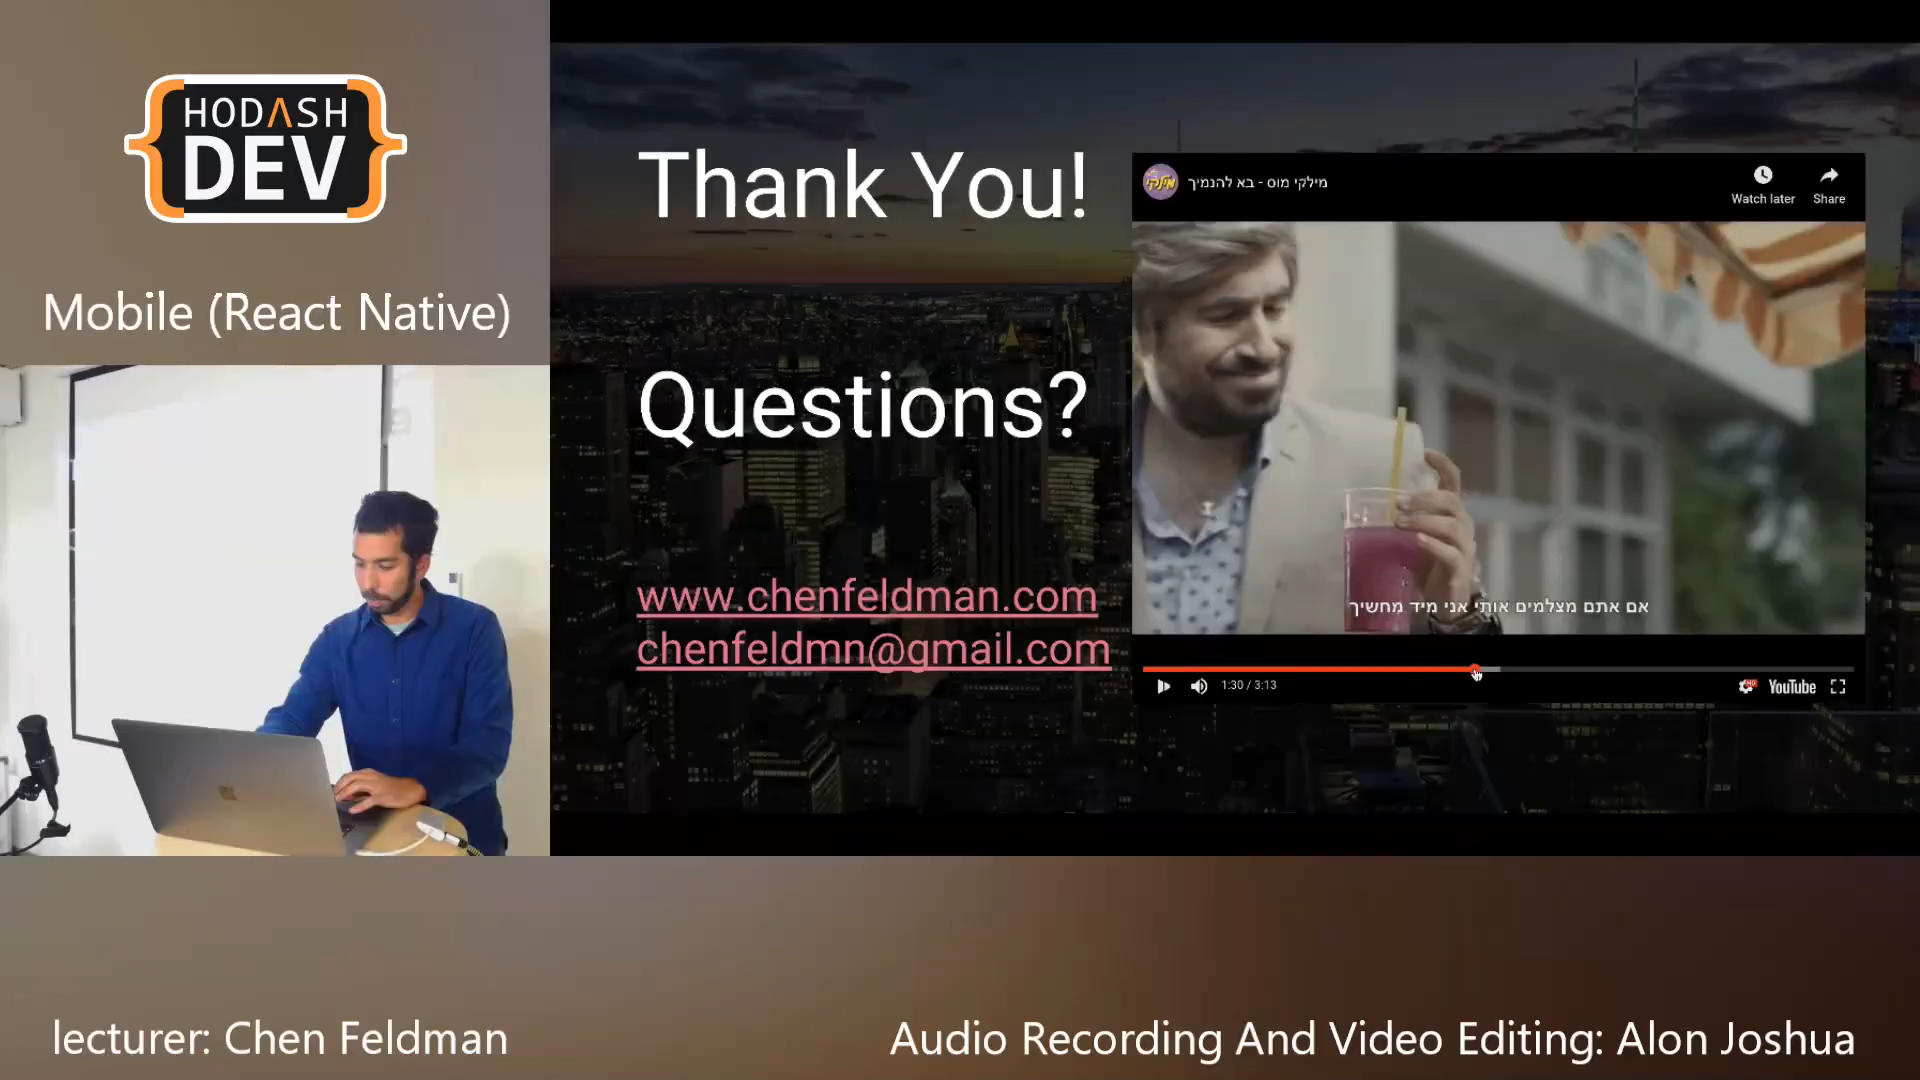 HODASH
DEV
Mobile (React Native)
Thank You!
Questions?
www.chenfeldman.com
chenfeldmn@gmail.com
מילקי מוס - בא להנמיך
Watch later
Share
אם אתם מצלמים אותי אני מיד מחשיך
1:30 / 3:13
YouTube
lecturer: Chen Feldman
Audio Recording And Video Editing: Alon Joshua